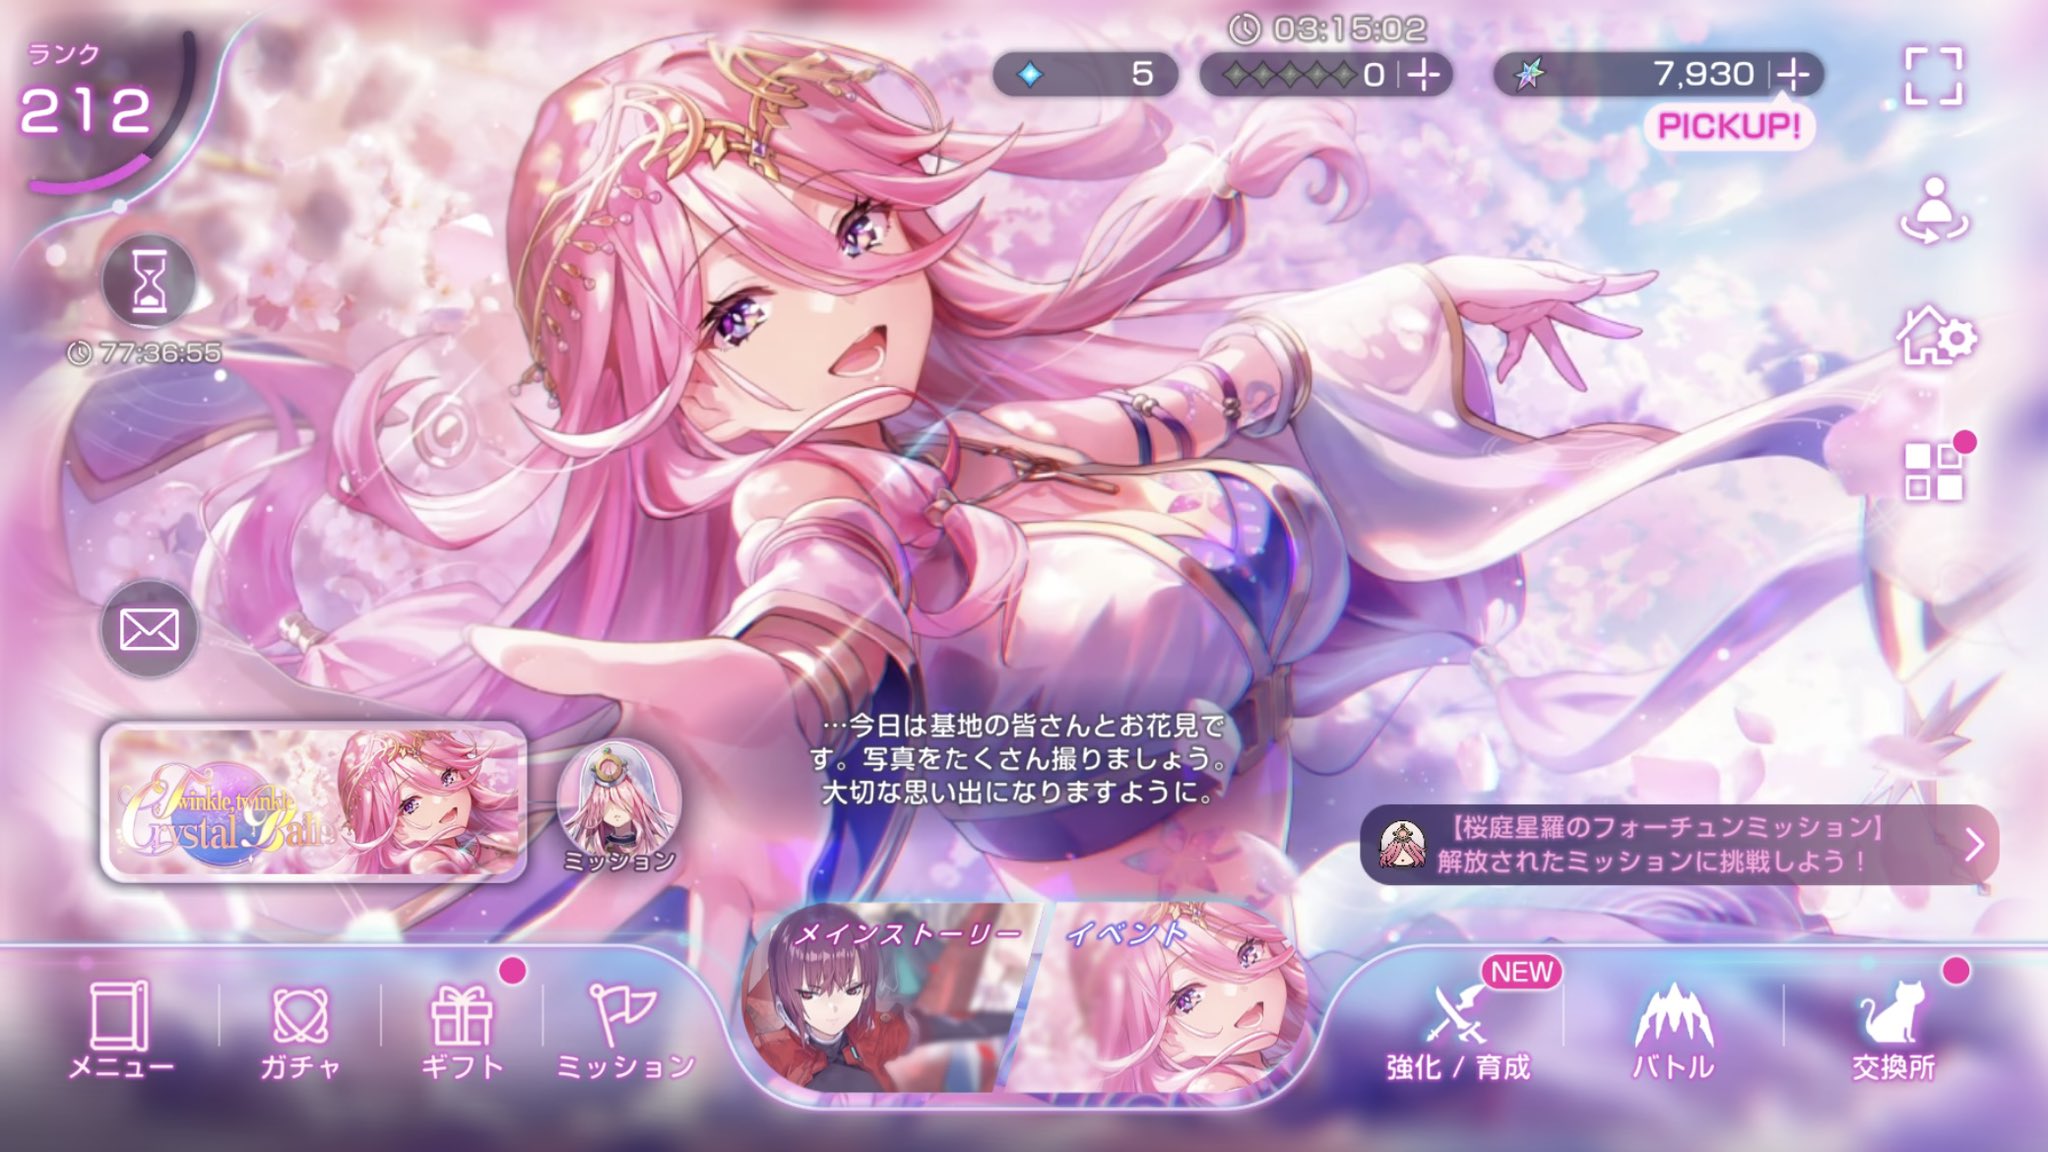 ランク
212
03:15:02
5
0
7,930
PICKUP!
77:36:55
…今日は基地の皆さんとお花見で
す。写真をたくさん撮りましょう。
大切な思い出になりますように。
Twinkle, twinkle
Crystal Ball
ミッション
【桜庭星羅のフォーチュンミッション】
解放されたミッションに挑戦しよう！
メインストーリー
イベント
NEW
メニュー
ガチャ
ギフト
ミッション
強化 / 育成
バトル
交換所